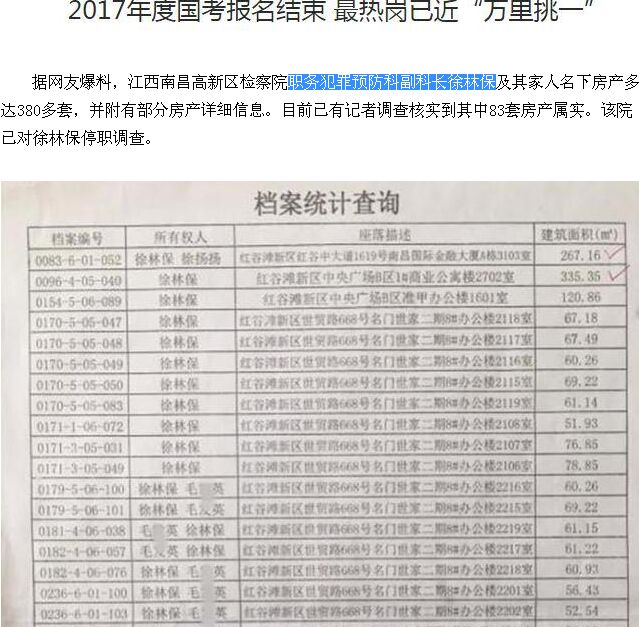 2017年度国考报名结束 最热岗已近“万里挑一”
据网友爆料，江西南昌高新区检察院职务犯罪预防科副科长徐林保及其家人名下房产多
达380多套，并附有部分房产详细信息。目前已有记者调查核实到其中83套房产属实。该院
已对徐林保停职调查。
档案统计查询
档案编号 所有权人 座落描述 建筑面积(㎡)
0083-6-01-052 徐林保 徐扬扬 红谷滩新区红谷中大道1619号南昌国际金融大厦A栋3103室 267.16
0096-4-05-040 徐林保 红谷滩新区中央广场B区1#商业公寓楼2702室 335.35
0154-5-06-089 徐林保 红谷滩新区中央广场B区准甲办公楼1601室 120.86
0170-5-05-047 徐林保 红谷滩新区世贸路668号名门世家二期8#办公楼2118室 67.18
0170-5-05-048 徐林保 红谷滩新区世贸路668号名门世家二期8#办公楼2117室 67.49
0170-5-05-049 徐林保 红谷滩新区世贸路668号名门世家二期8#办公楼2116室 60.26
0170-5-05-050 徐林保 红谷滩新区世贸路668号名门世家二期8#办公楼2115室 69.22
0170-5-05-083 徐林保 红谷滩新区世贸路668号名门世家二期8#办公楼2119室 61.14
0171-1-06-072 徐林保 红谷滩新区世贸路668号名门世家二期8#办公楼2108室 51.93
0171-3-05-031 徐林保 红谷滩新区世贸路668号名门世家二期8#办公楼2107室 76.85
0171-3-05-049 徐林保 红谷滩新区世贸路668号名门世家二期8#办公楼2106室 78.85
0179-5-06-100 徐林保 毛 英 红谷滩新区世贸路668号名门世家二期8#办公楼2216室 60.26
0179-5-06-101 徐林保 毛 英 红谷滩新区世贸路668号名门世家二期8#办公楼2215室 69.22
0181-4-06-038 毛 英 徐林保 红谷滩新区世贸路668号名门世家二期8#办公楼2219室 61.15
0182-4-06-057 毛 英 徐林保 红谷滩新区世贸路668号名门世家二期8#办公楼2217室 61.22
0182-4-06-076 徐林保 毛 英 红谷滩新区世贸路668号名门世家二期8#办公楼2218室 60.93
0236-6-01-100 徐林保 毛 英 红谷滩新区世贸路668号名门世家二期8#办公楼2201室 56.43
0236-6-01-103 徐林保 毛 英 红谷滩新区世贸路668号名门世家二期8#办公楼2202室 52.54